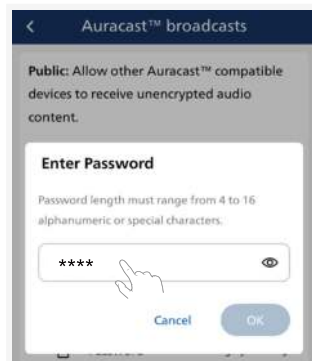 Auracast™ broadcasts
Public: Allow other Auracast™ compatible
devices to receive unencrypted audio
content.
Enter Password
Password length must range from 4 to 16
alphanumeric or special characters.
****
Cancel OK